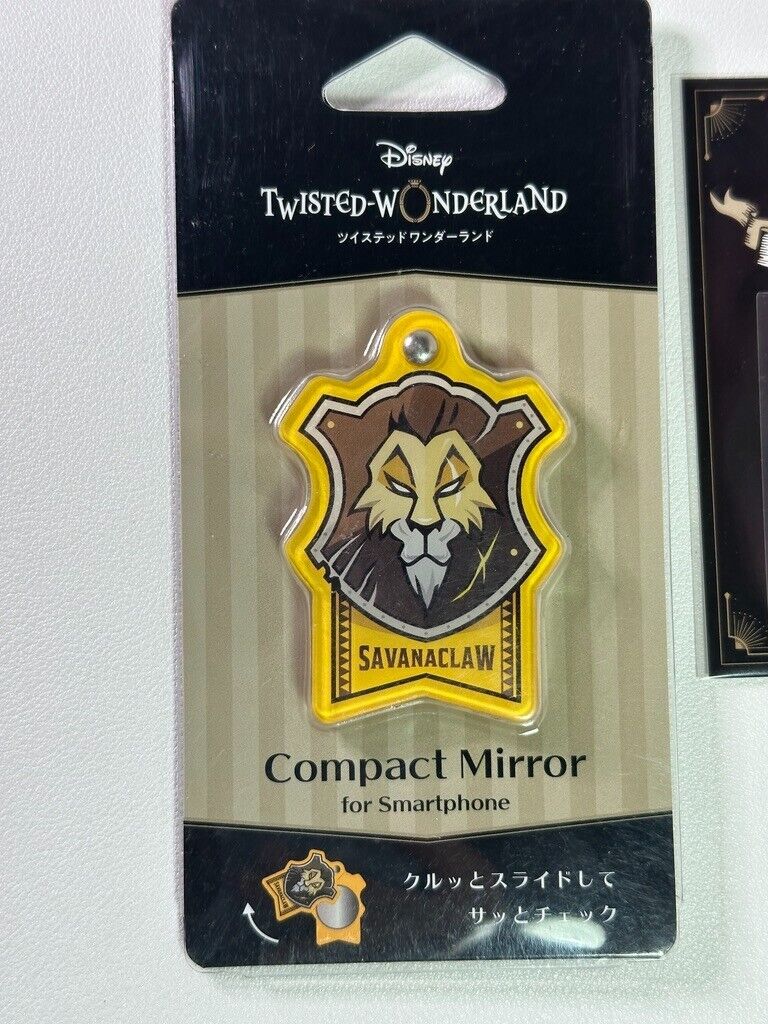 Disney
TWISTED-WONDERLAND
ツイステッドワンダーランド
SAVANACLAW
Compact Mirror
for Smartphone
クルッとスライドして
サッとチェック